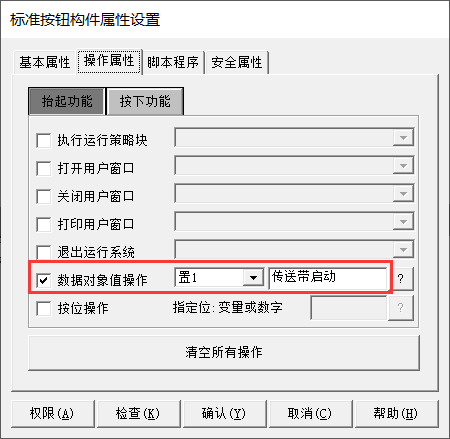 标准按钮构件属性设置
基本属性 操作属性 脚本程序 安全属性
抬起功能 按下功能
执行运行策略块
打开用户窗口
关闭用户窗口
打印用户窗口
退出运行系统
数据对象值操作 置1 传送带启动 ?
按位操作 指定位:变量或数字 ?
清空所有操作
权限(A) 检查(K) 确认(Y) 取消(C) 帮助(H)